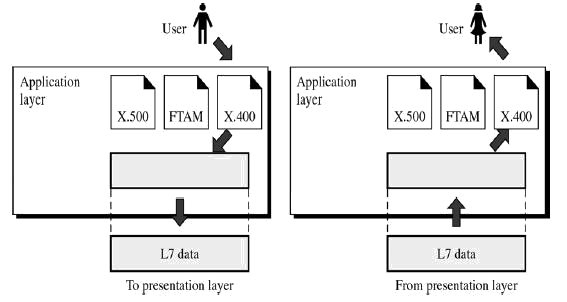 User
Application
layer
X.500
FTAM
X.400
L7 data
To presentation layer
User
Application
layer
X.500
FTAM
X.400
L7 data
From presentation layer